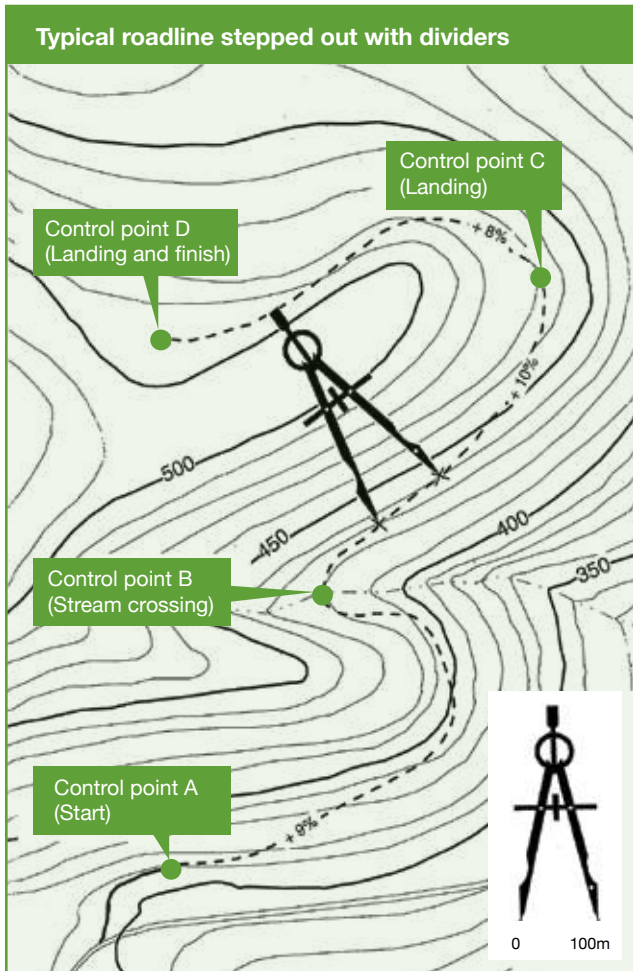 Typical roadline stepped out with dividers
Control point C
(Landing)
Control point D
(Landing and finish)
+8%
+10%
500
450
400
350
Control point B
(Stream crossing)
Control point A
(Start)
+9%
0 100m